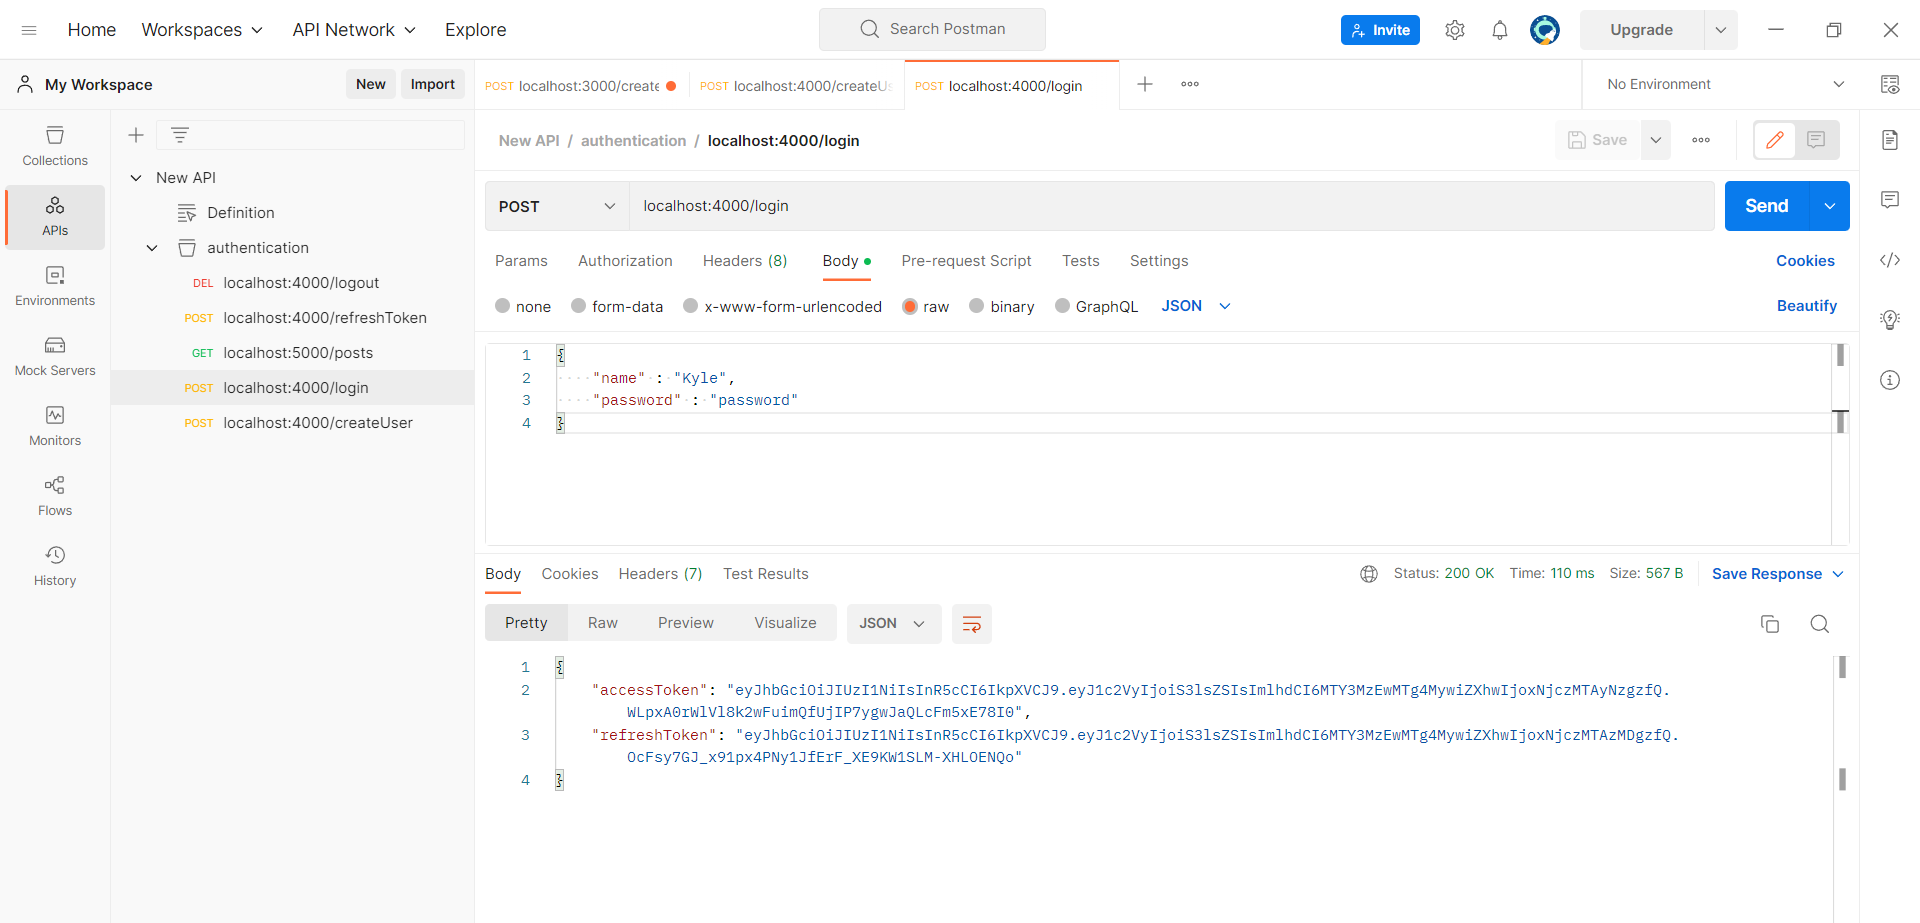 Home Workspaces API Network Explore Search Postman Invite Upgrade
My Workspace New Import POST localhost:3000/create POST localhost:4000/createUs POST localhost:4000/login No Environment
New API / authentication / localhost:4000/login Save
Collections
APIs
Environments
Mock Servers
Monitors
Flows
History
New API
Definition
authentication
DEL localhost:4000/logout
POST localhost:4000/refreshToken
GET localhost:5000/posts
POST localhost:4000/login
POST localhost:4000/createUser
POST localhost:4000/login Send
Params Authorization Headers (8) Body Pre-request Script Tests Settings Cookies
none form-data x-www-form-urlencoded raw binary GraphQL JSON Beautify
1 {
2 "name" : "Kyle",
3 "password" : "password"
4 }
Body Cookies Headers (7) Test Results Status: 200 OK Time: 110 ms Size: 567 B Save Response
Pretty Raw Preview Visualize JSON
1 {
2 "accessToken": "eyJhbGciOiJIUzI1NiIsInR5cCI6IkpXVCJ9.eyJ1c2VyIjoiS3lsZSIsImlhdCI6MTY3MzEwMTg4MywiZXhwIjoxNjczMTAyNzgzfQ.
WLpxA0rWlVl8k2wFuimQfUjIP7ygwJaQLcFm5xE78I0",
3 "refreshToken": "eyJhbGciOiJIUzI1NiIsInR5cCI6IkpXVCJ9.eyJ1c2VyIjoiS3lsZSIsImlhdCI6MTY3MzEwMTg4MywiZXhwIjoxNjczMTAzMDgzfQ.
OcFsy7GJ_x91px4PNy1JfErF_XE9KW1SLM-XHLOENQo"
4 }